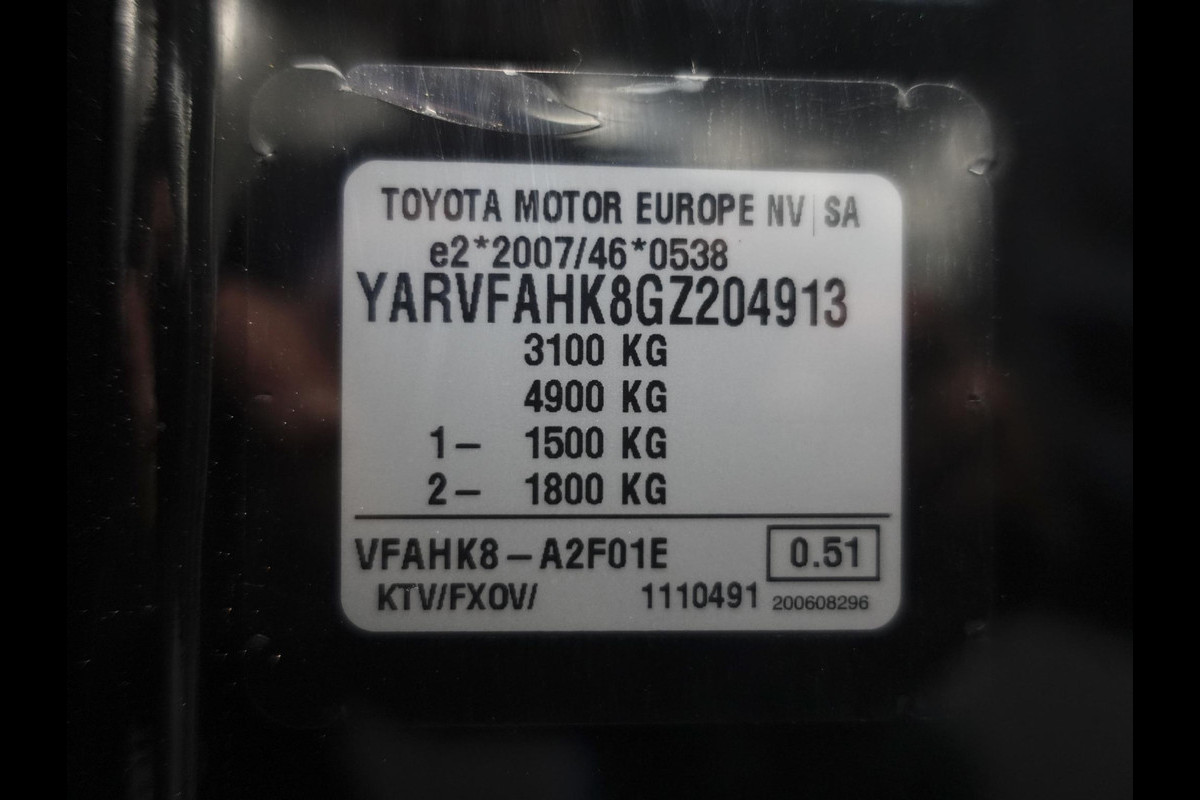 TOYOTA MOTOR EUROPE NV SA
e2*2007/46*0538
YARVFAHK8GZ204913
3100 KG
4900 KG
1- 1500 KG
2- 1800 KG
VFAHK8-A2F01E 0.51
KTV//FXOV/ 1110491 200608296